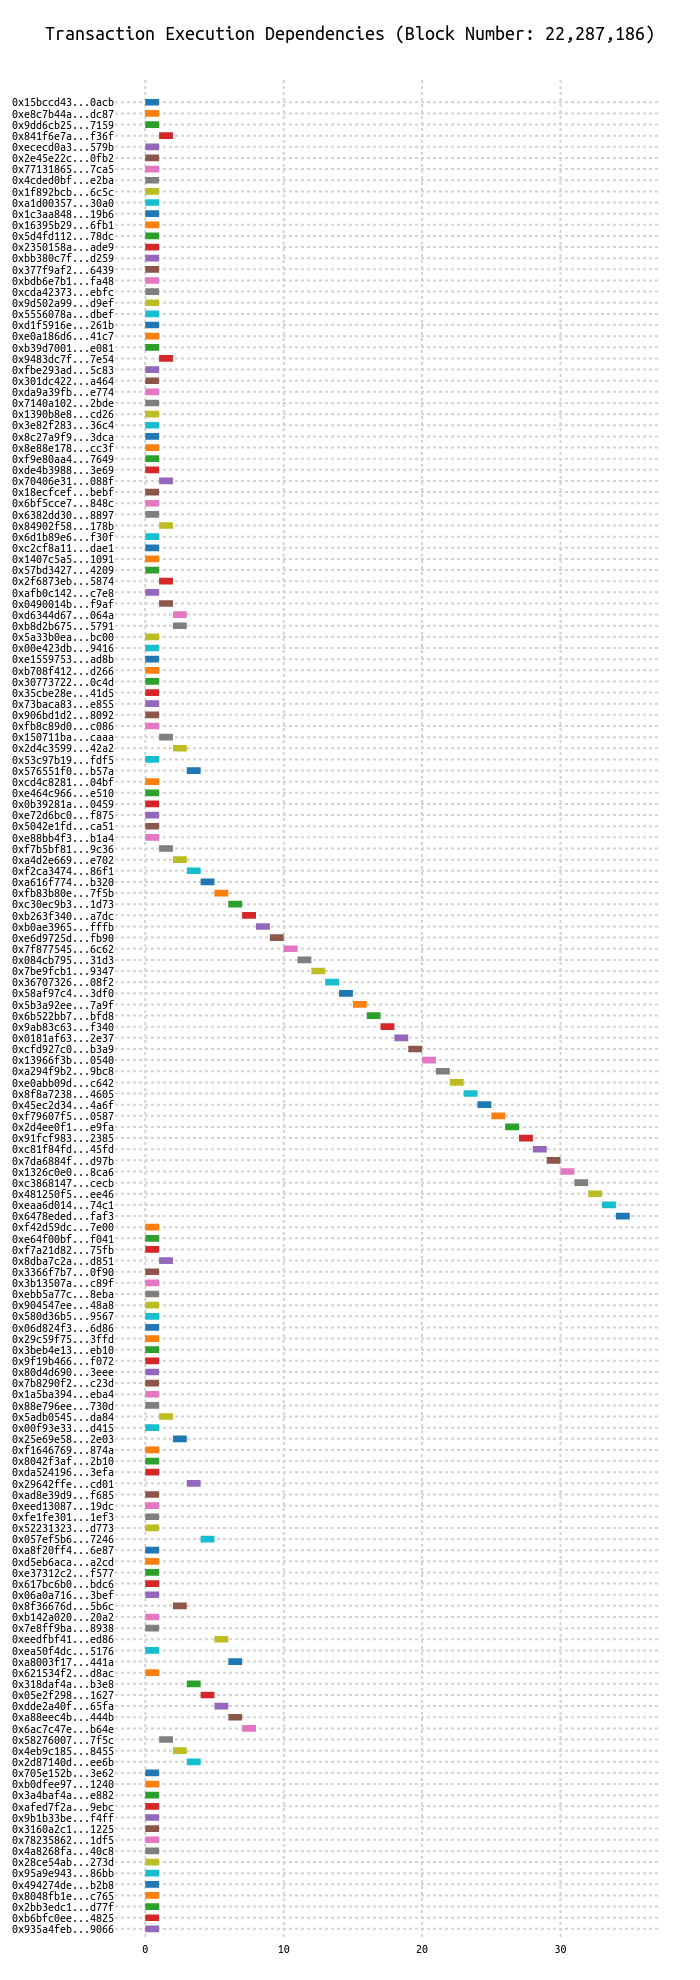 Transaction Execution Dependencies (Block Number: 22,287,186)
0x15bccd43...0acb
0xe8c7b44a...dc87
0x9dd6cb25...7159
0x841f6e7a...f36f
0xececd0a3...579b
0x2e45e22c...0fb2
0x77131865...7ca5
0x4cded0bf...e2ba
0x1f892bcb...6c5c
0xa1d00357...30a0
0x1c3aa848...19b6
0x16395b29...6fb1
0x5d4fd112...78dc
0x2350158a...ade9
0xbb380c7f...d259
0x377f9af2...6439
0xbdb6e7b1...fa48
0xcda42373...ebfc
0x9d502a99...d9ef
0x5556078a...dbef
0xd1f5916e...261b
0xe0a186d6...41c7
0xb39d7001...e081
0x9483dc7f...7e54
0xfbe293ad...5c83
0x301dc422...a464
0xda9a39fb...e774
0x7140a102...2bde
0x1390b8e8...cd26
0x3e82f283...36c4
0x8c27a9f9...3dca
0x8e88e178...cc3f
0xf9e80aa4...7649
0xde4b3988...3e69
0x70406e31...088f
0x18ecfcef...bebf
0x6bf5cce7...848c
0x6382dd30...8897
0x84902f58...178b
0x6d1b89e6...f30f
0xc2cf8a11...dae1
0x1407c5a5...1091
0x57bd3427...4209
0x2f6873eb...5874
0xafb0c142...c7e8
0x0490014b...f9af
0xd6344d67...064a
0xb8d2b675...5791
0x5a33b0ea...bc00
0x00e423db...9416
0xe1559753...ad8b
0xb708f412...d266
0x30773722...0c4d
0x35cbe28e...41d5
0x73baca83...e855
0x906bd1d2...8092
0xfb8c89d0...c086
0x150711ba...caaa
0x2d4c3599...42a2
0x53c97b19...fdf5
0x576551f0...b57a
0xcd4c8281...04bf
0xe464c966...e510
0x0b39281a...0459
0xe72d6bc0...f875
0x5042e1fd...ca51
0xe88bb4f3...b1a4
0xf7b5bf81...9c36
0xa4d2e669...e702
0xf2ca3474...86f1
0xa616f774...b320
0xfb83b80e...7f5b
0xc30ec9b3...1d73
0xb263f340...a7dc
0xb0ae3965...fffb
0xe6d9725d...fb90
0x7f877545...6c62
0x084cb795...31d3
0x7be9fcb1...9347
0x36707326...08f2
0x58af97c4...3df0
0x5b3a92ee...7a9f
0x6b522bb7...bfd8
0x9ab83c63...f340
0x0181af63...2e37
0xcfd927c0...b3a9
0x13966f3b...0540
0xa294f9b2...9bc8
0xe0abb09d...c642
0x8f8a7238...4605
0x45ec2d34...4a6f
0xf79607f5...0587
0x2d4ee0f1...e9fa
0x91fcf983...2385
0xc81f84fd...45fd
0x7da6884f...d97b
0x1326c0e0...8ca6
0xc3868147...cecb
0x481250f5...ee46
0xeaa6d014...74c1
0x6478eded...faf3
0xf42d59dc...7e00
0xe64f00bf...f041
0xf7a21d82...75fb
0x8dba7c2a...d851
0x3366f7b7...0f90
0x3b13507a...c89f
0xebb5a77c...8eba
0x904547ee...48a8
0x580d36b5...9567
0x06d824f3...6d86
0x29c59f75...3ffd
0x3beb4e13...eb10
0x9f19b466...f072
0x80d4d690...3eee
0x7b8290f2...c23d
0x1a5ba394...eba4
0x88e796ee...730d
0x5adb0545...da84
0x00f93e33...d415
0x25e69e58...2e03
0xf1646769...874a
0x8042f3af...2b10
0xda524196...3efa
0x29642ffe...cd01
0xad8e39d9...f685
0xeed13087...19dc
0xfe1fe301...1ef3
0x52231323...d773
0x057ef5b6...7246
0xa8f20ff4...6e87
0xd5eb6aca...a2cd
0xe37312c2...f577
0x617bc6b0...bdc6
0x06a0a716...3bef
0x8f36676d...5b6c
0xb142a020...20a2
0x7e8ff9ba...8938
0xeedfbf41...ed86
0xea50f4dc...5176
0xa8003f17...441a
0x621534f2...d8ac
0x318daf4a...b3e8
0x05e2f298...1627
0xdde2a40f...65fa
0xa88eec4b...444b
0x6ac7c47e...b64e
0x58276007...7f5c
0x4eb9c185...8455
0x2d87140d...ee6b
0x705e152b...3e62
0xb0dfee97...1240
0x3a4baf4a...e882
0xafed7f2a...9ebc
0x9b1b33be...f4ff
0x3160a2c1...1225
0x78235862...1df5
0x4a8268fa...40c8
0x28ce54ab...273d
0x95a9e943...86bb
0x494274de...b2b8
0x8048fb1e...c765
0x2bb3edc1...d77f
0xb6bfc0ee...4825
0x935a4feb...9066
0 10 20 30